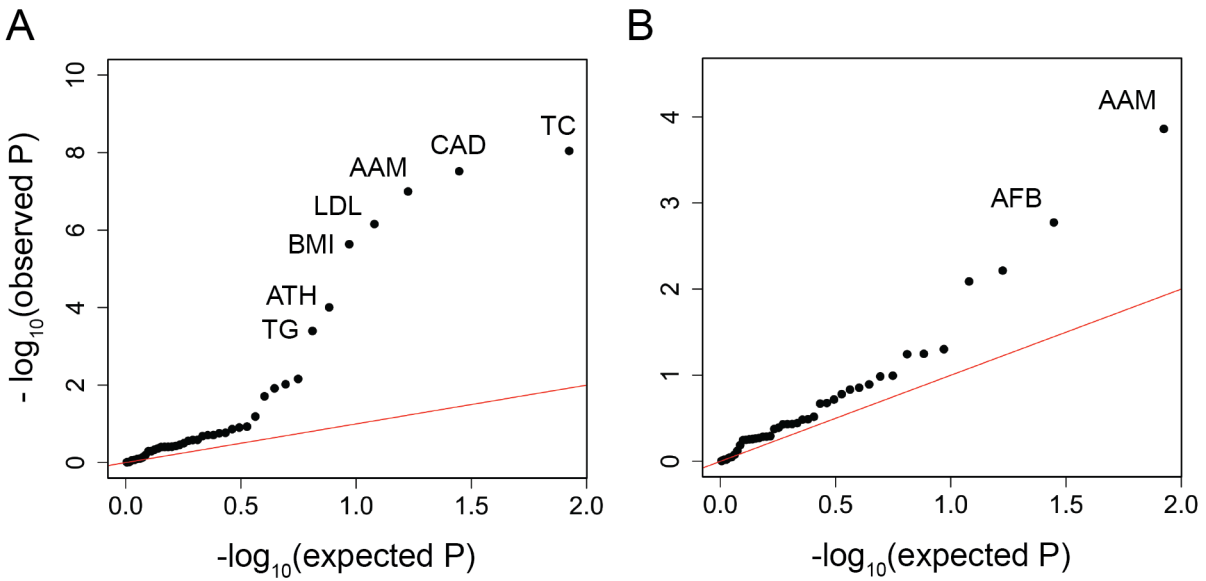 A
B
10
8
6
4
2
0
- log10(observed P)
TC
CAD
AAM
LDL
BMI
ATH
TG
0.0 0.5 1.0 1.5 2.0
-log10(expected P)
4
3
2
1
0
AAM
AFB
0.0 0.5 1.0 1.5 2.0
-log10(expected P)